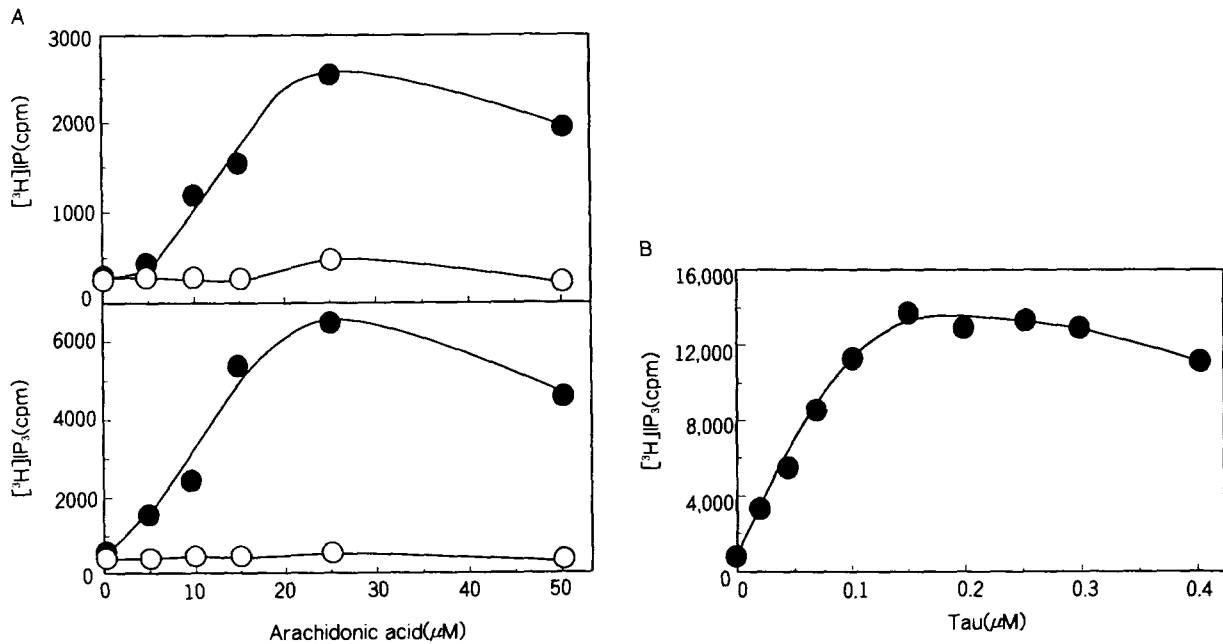 A
3000
2000
1000
0
[³H]IP(cpm)
6000
4000
2000
0
[³H]IP₃(cpm)
0 10 20 30 40 50
Arachidonic acid(μM)
B
16,000
12,000
8,000
4,000
0
[³H]IP₃(cpm)
0 0.1 0.2 0.3 0.4
Tau(μM)